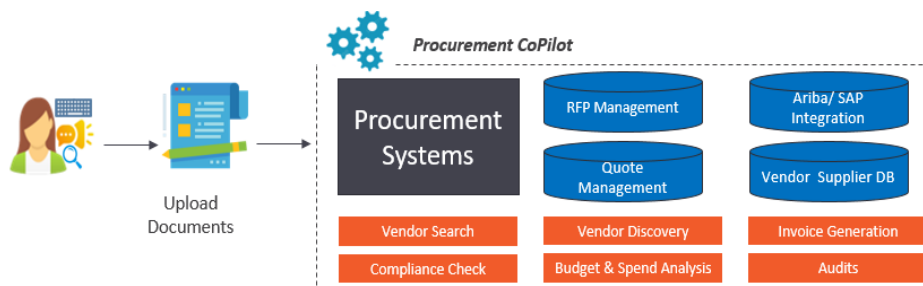 Procurement CoPilot
Procurement
Systems
RFP Management
Ariba/ SAP
Integration
Quote
Management
Vendor  Supplier DB
Upload
Documents
Vendor Search
Vendor Discovery
Invoice Generation
Compliance Check
Budget & Spend Analysis
Audits